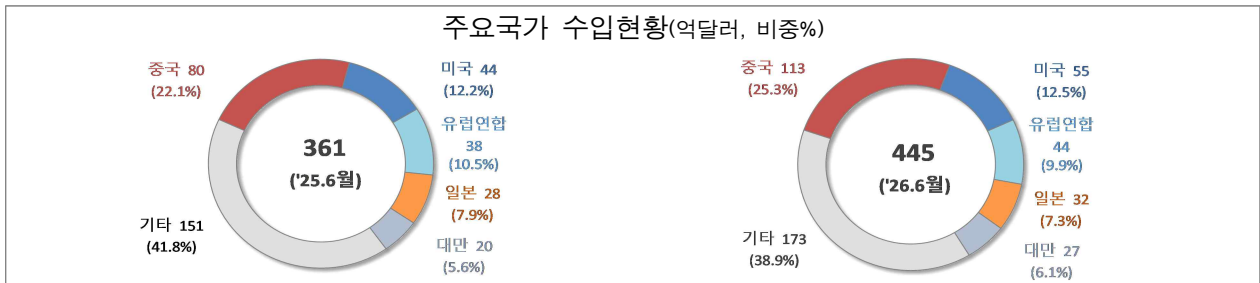 주요국가 수입현황(억달러, 비중%)
중국 80
(22.1%)
미국 44
(12.2%)
유럽연합
38
(10.5%)
361
('25.6월)
일본 28
(7.9%)
기타 151
(41.8%)
대만 20
(5.6%)
중국 113
(25.3%)
미국 55
(12.5%)
유럽연합
44
(9.9%)
445
('26.6월)
일본 32
(7.3%)
기타 173
(38.9%)
대만 27
(6.1%)